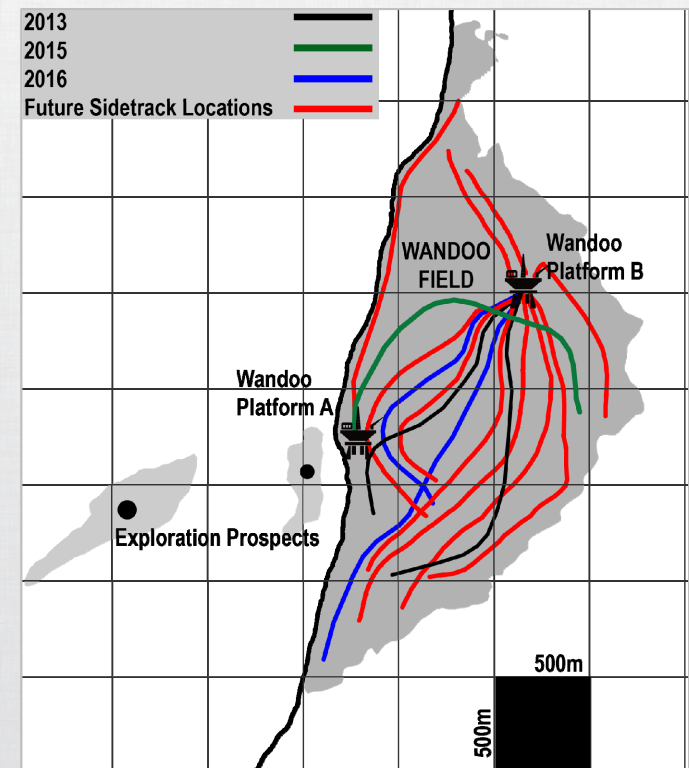 2013
2015
2016
Future Sidetrack Locations
WANDOO
FIELD
Wandoo
Platform B
Wandoo
Platform A
Exploration Prospects
500m
500m